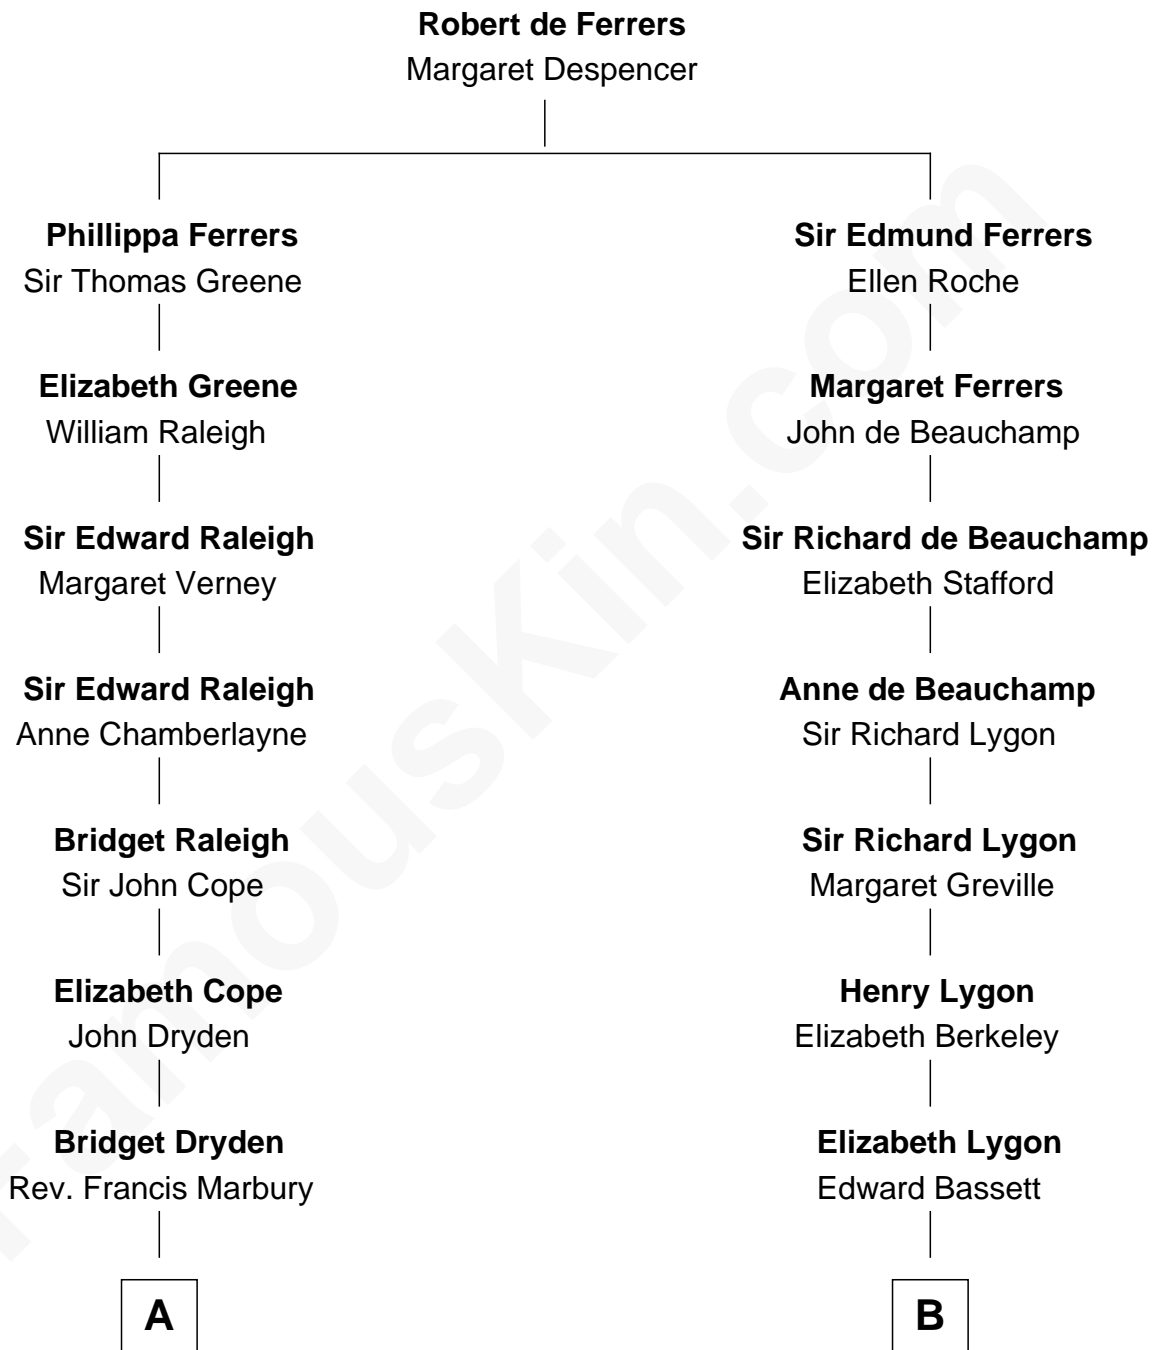 Robert de Ferrers
Margaret Despencer
Phillippa Ferrers
Sir Thomas Greene
Elizabeth Greene
William Raleigh
Sir Edward Raleigh
Margaret Verney
Sir Edward Raleigh
Anne Chamberlayne
Bridget Raleigh
Sir John Cope
Elizabeth Cope
John Dryden
Bridget Dryden
Rev. Francis Marbury
A
Sir Edmund Ferrers
Ellen Roche
Margaret Ferrers
John de Beauchamp
Sir Richard de Beauchamp
Elizabeth Stafford
Anne de Beauchamp
Sir Richard Lygon
Sir Richard Lygon
Margaret Greville
Henry Lygon
Elizabeth Berkeley
Elizabeth Lygon
Edward Bassett
B
famouskin.com